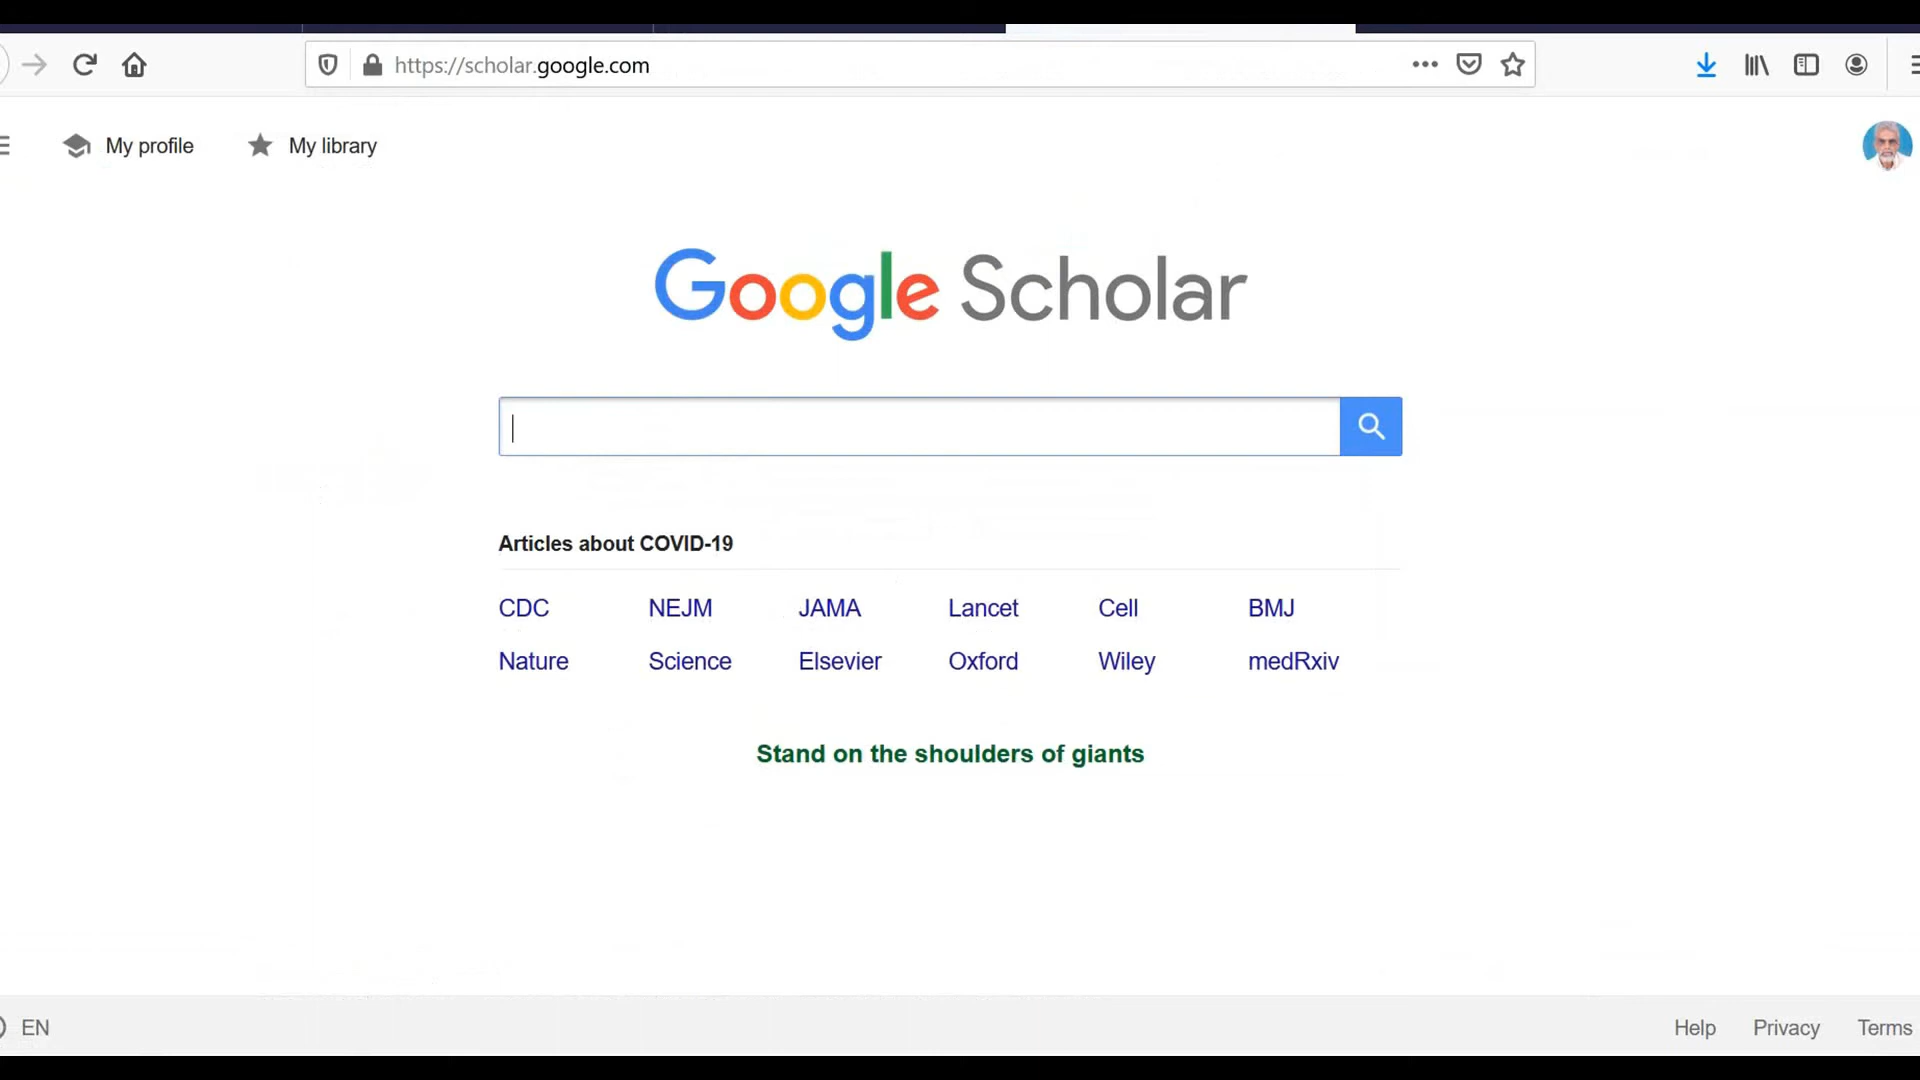 https://scholar.google.com
My profile My library
Google Scholar
Articles about COVID-19
CDC NEJM JAMA Lancet Cell BMJ
Nature Science Elsevier Oxford Wiley medRxiv
Stand on the shoulders of giants
EN Help Privacy Terms